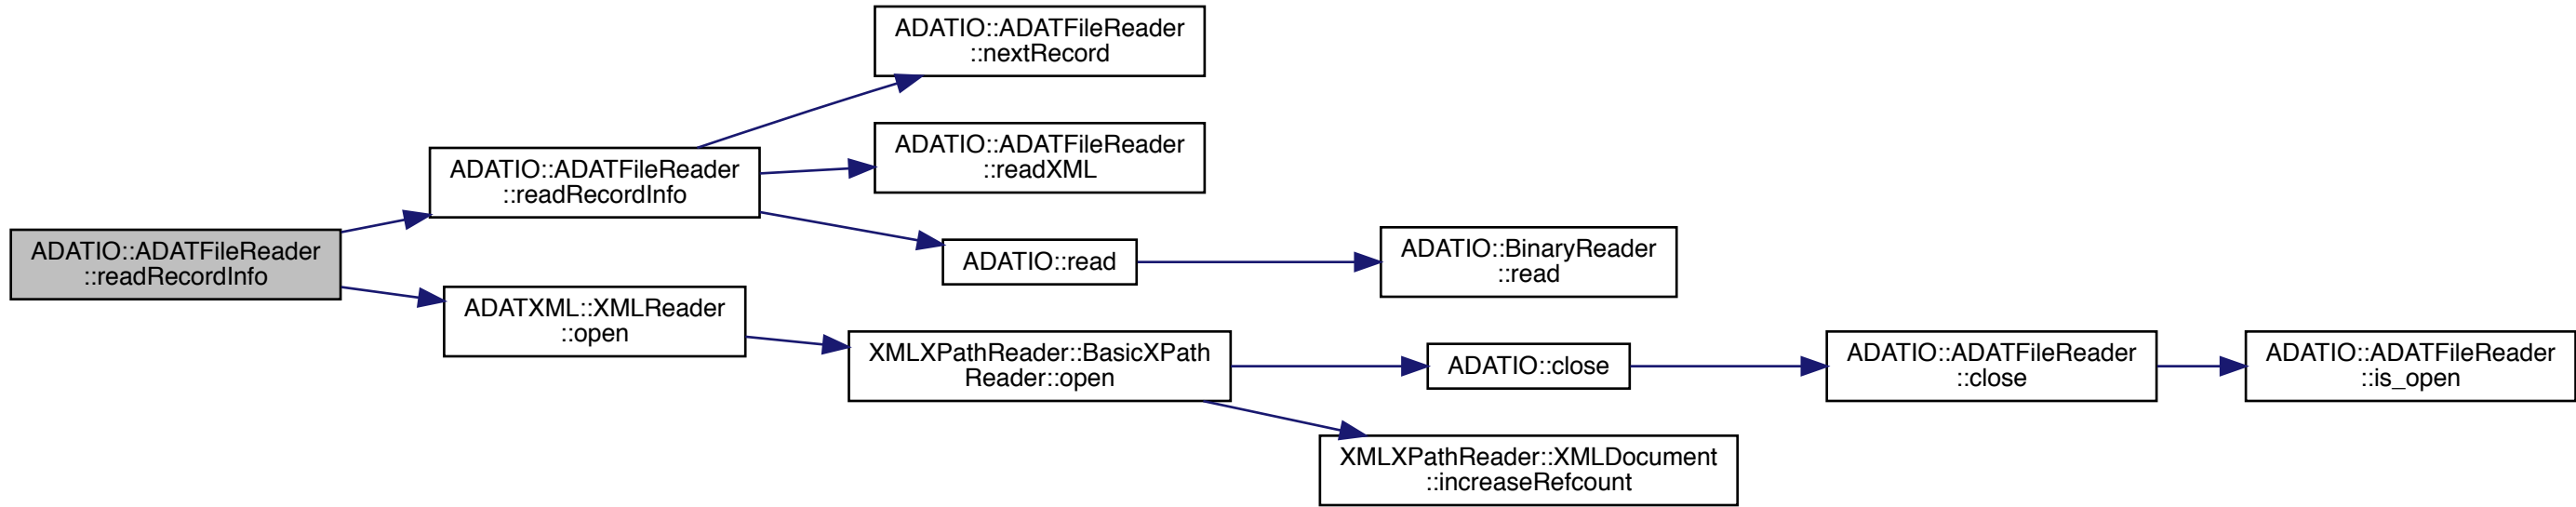 ADATIO::ADATFileReader
::readRecordInfo
ADATIO::ADATFileReader
::readRecordInfo
ADATIO::ADATFileReader
::nextRecord
ADATIO::ADATFileReader
::readXML
ADATIO::read
ADATIO::BinaryReader
::read
ADATXML::XMLReader
::open
XMLXPathReader::BasicXPath
Reader::open
ADATIO::close
ADATIO::ADATFileReader
::close
ADATIO::ADATFileReader
::is_open
XMLXPathReader::XMLDocument
::increaseRefcount